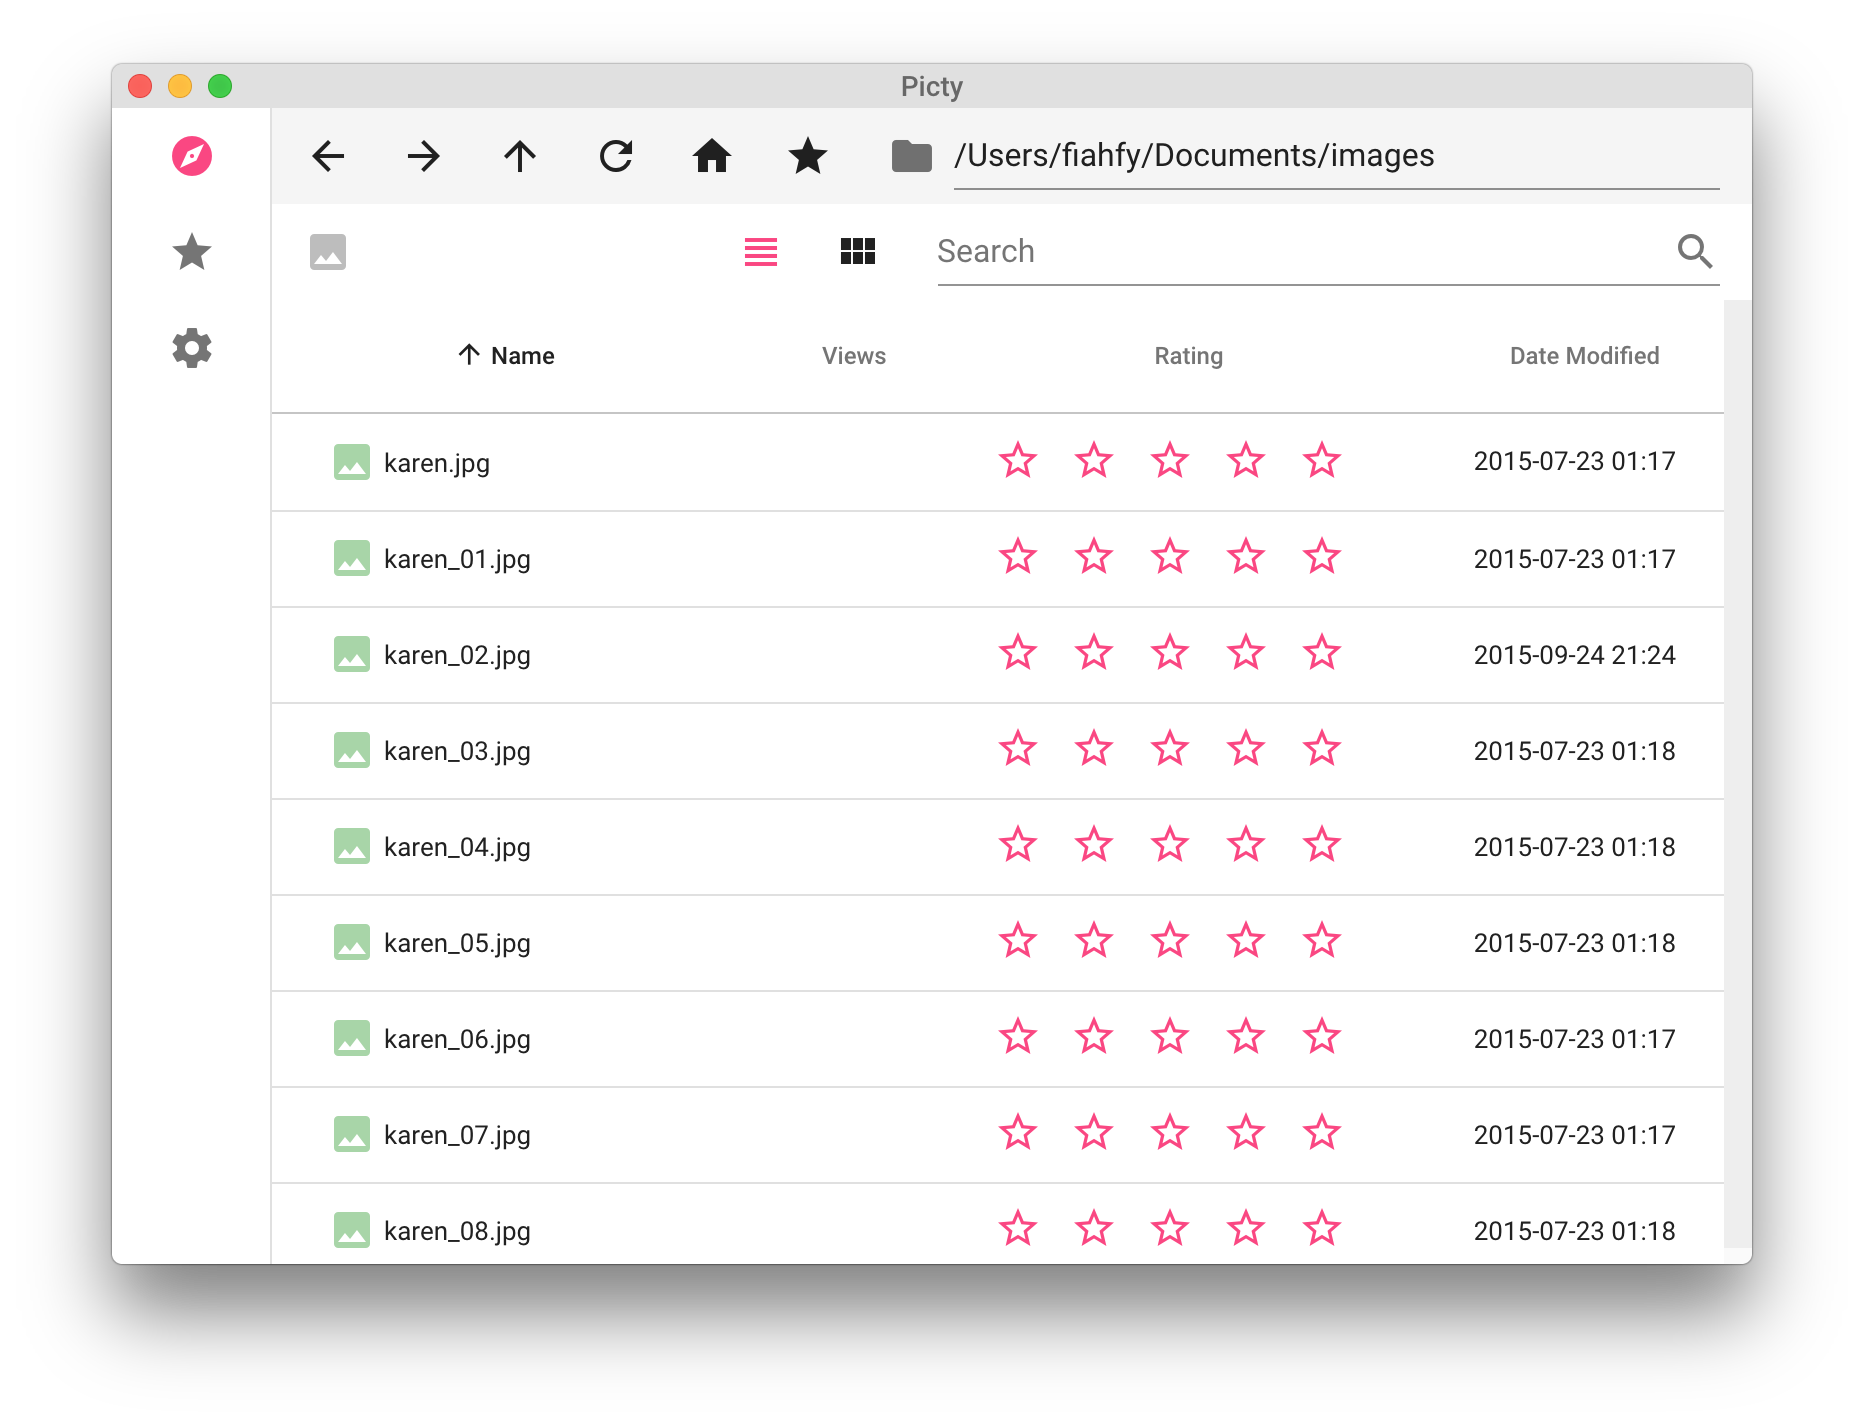 Picty
/Users/fiahfy/Documents/images
Search
Name Views Rating Date Modified
karen.jpg 2015-07-23 01:17
karen_01.jpg 2015-07-23 01:17
karen_02.jpg 2015-09-24 21:24
karen_03.jpg 2015-07-23 01:18
karen_04.jpg 2015-07-23 01:18
karen_05.jpg 2015-07-23 01:18
karen_06.jpg 2015-07-23 01:17
karen_07.jpg 2015-07-23 01:17
karen_08.jpg 2015-07-23 01:18